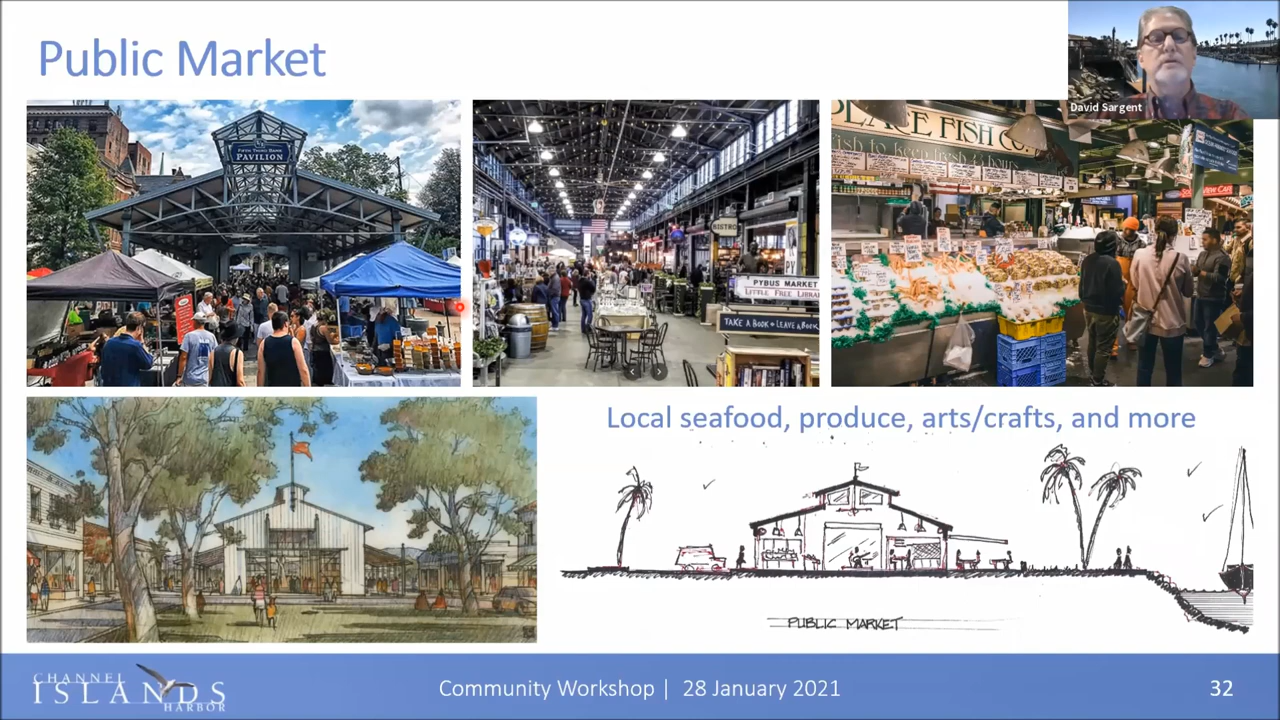 Public Market
David Sargent
FIFTH THIRD BANK
PAVILION
BISTRO
PYBUS MARKET
LITTLE FREE LIBRA
TAKE A BOOK • LEAVE A BOOK
PLACE FISH CO.
Local seafood, produce, arts/crafts, and more
PUBLIC MARKET
CHANNEL
ISLANDS
HARBOR
Community Workshop | 28 January 2021
32